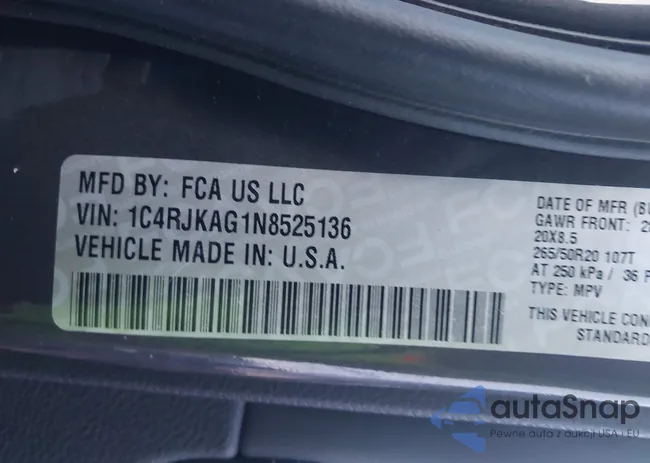 MFD BY: FCA US LLC
VIN: 1C4RJKAG1N8525136
VEHICLE MADE IN: U.S.A.
DATE OF MFR
GAWR FRONT:
20X8.5
265/50R20 107T
AT 250 kPa / 36
TYPE: MPV
THIS VEHICLE
STANDARD
autaSnap
Pewne auta z aukcji USA i EU